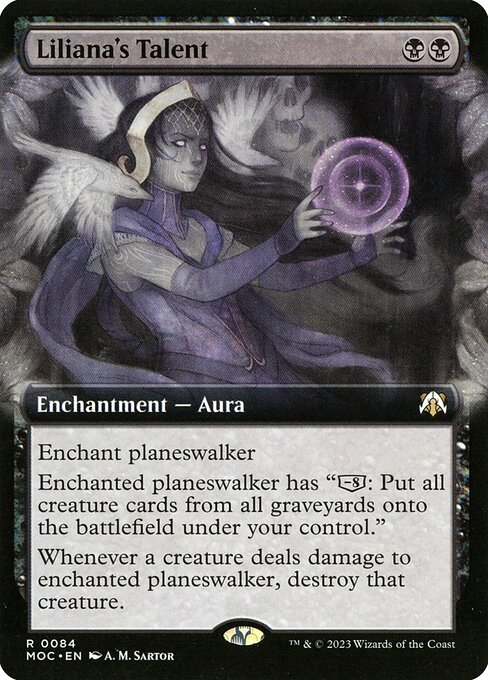 Liliana's Talent
Enchantment — Aura
Enchant planeswalker
Enchanted planeswalker has “−8: Put all
creature cards from all graveyards onto
the battlefield under your control.”
Whenever a creature deals damage to
enchanted planeswalker, destroy that
creature.
R 0084
MOC • EN A. M. Sartor
™ & © 2023 Wizards of the Coast